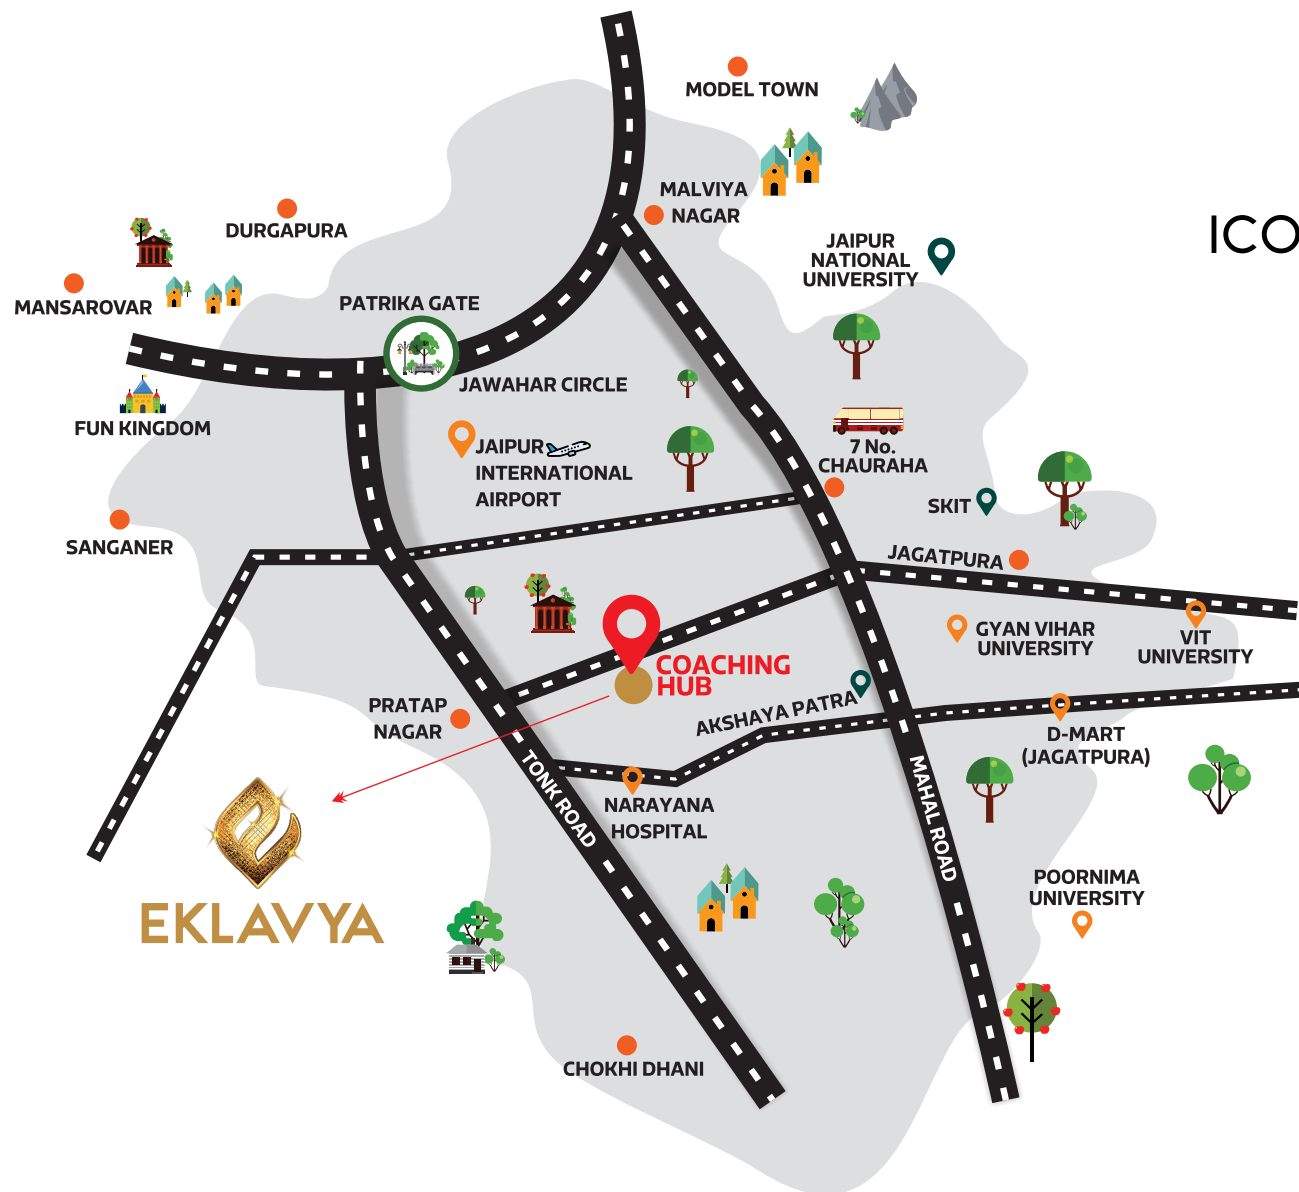 MODEL TOWN
MALVIYA
NAGAR
DURGAPURA
JAIPUR
NATIONAL
UNIVERSITY
ICO
MANSAROVAR
PATRIKA GATE
JAWAHAR CIRCLE
FUN KINGDOM
JAIPUR
INTERNATIONAL
AIRPORT
7 No.
CHAURAHA
SKIT
SANGANER
JAGATPURA
GYAN VIHAR
UNIVERSITY
VIT
UNIVERSITY
COACHING
HUB
PRATAP
NAGAR
AKSHAYA PATRA
D-MART
(JAGATPURA)
TONK ROAD
MAHAL ROAD
NARAYANA
HOSPITAL
POORNIMA
UNIVERSITY
EKLAVYA
CHOKHI DHANI